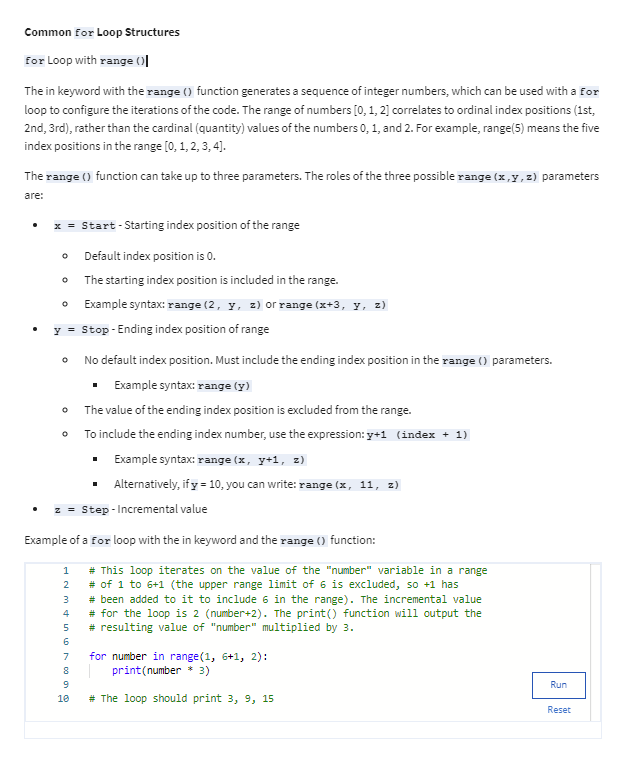 Common for Loop Structures
for Loop with range()
The in keyword with the range() function generates a sequence of integer numbers, which can be used with a for
loop to configure the iterations of the code. The range of numbers [0, 1, 2] correlates to ordinal index positions (1st,
2nd, 3rd), rather than the cardinal (quantity) values of the numbers 0, 1, and 2. For example, range(5) means the five
index positions in the range [0, 1, 2, 3, 4].
The range() function can take up to three parameters. The roles of the three possible range(x,y,z) parameters
are:
• x = Start - Starting index position of the range
o Default index position is 0.
o The starting index position is included in the range.
o Example syntax: range(2, y, z) or range(x+3, y, z)
• y = Stop - Ending index position of range
o No default index position. Must include the ending index position in the range() parameters.
▪ Example syntax: range(y)
o The value of the ending index position is excluded from the range.
o To include the ending index number, use the expression: y+1 (index + 1)
▪ Example syntax: range(x, y+1, z)
▪ Alternatively, if y = 10, you can write: range(x, 11, z)
• z = Step - Incremental value
Example of a for loop with the in keyword and the range() function:
1 # This loop iterates on the value of the "number" variable in a range
2 # of 1 to 6+1 (the upper range limit of 6 is excluded, so +1 has
3 # been added to it to include 6 in the range). The incremental value
4 # for the loop is 2 (number+2). The print() function will output the
5 # resulting value of "number" multiplied by 3.
6
7 for number in range(1, 6+1, 2):
8 print(number * 3)
9
10 # The loop should print 3, 9, 15
Run
Reset